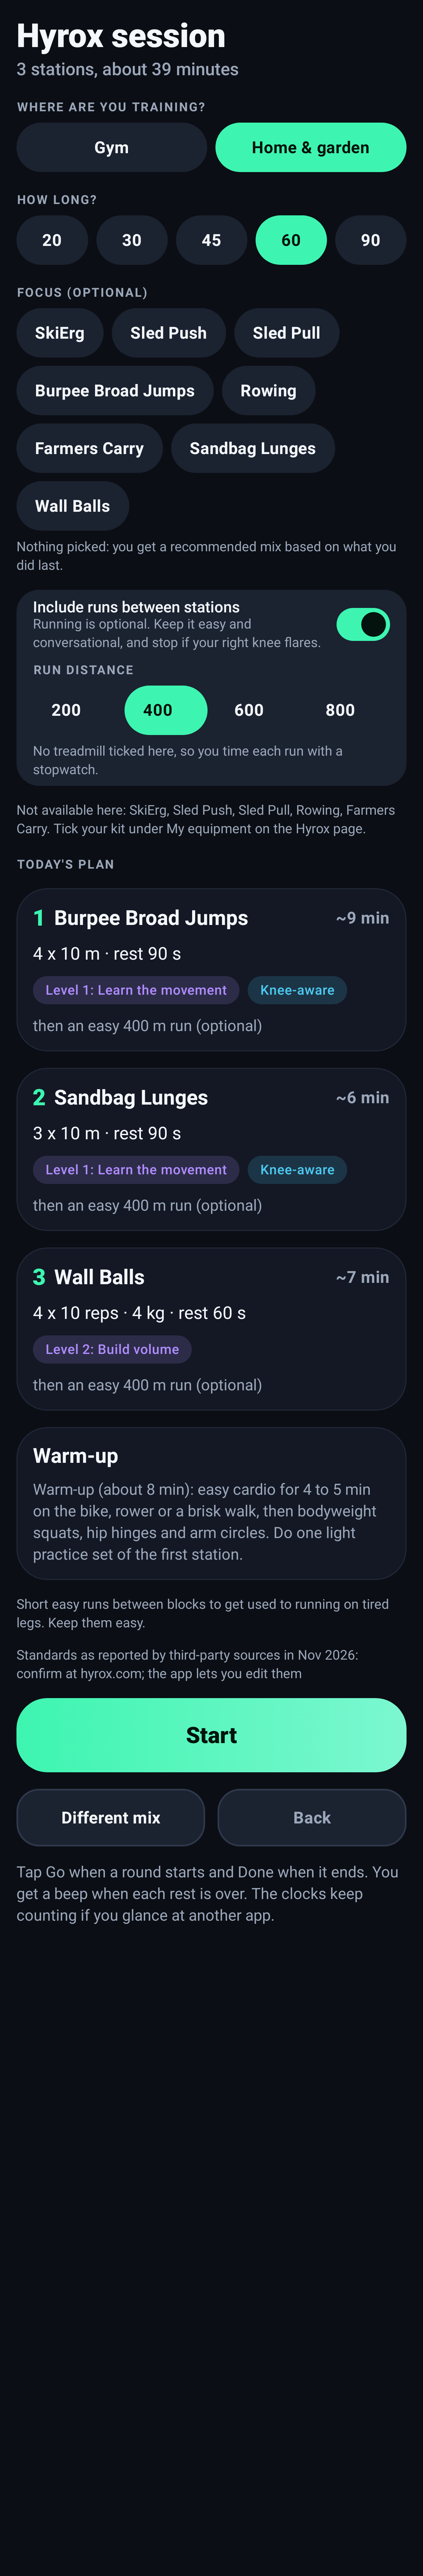 Hyrox session
3 stations, about 39 minutes
WHERE ARE YOU TRAINING?
Gym
Home & garden
HOW LONG?
20
30
45
60
90
FOCUS (OPTIONAL)
SkiErg
Sled Push
Sled Pull
Burpee Broad Jumps
Rowing
Farmers Carry
Sandbag Lunges
Wall Balls
Nothing picked: you get a recommended mix based on what you
did last.
Include runs between stations
Running is optional. Keep it easy and
conversational, and stop if your right knee flares.
RUN DISTANCE
200
400
600
800
No treadmill ticked here, so you time each run with a
stopwatch.
Not available here: SkiErg, Sled Push, Sled Pull, Rowing, Farmers
Carry. Tick your kit under My equipment on the Hyrox page.
TODAY'S PLAN
1 Burpee Broad Jumps
~9 min
4 x 10 m · rest 90 s
Level 1: Learn the movement
Knee-aware
then an easy 400 m run (optional)
2 Sandbag Lunges
~6 min
3 x 10 m · rest 90 s
Level 1: Learn the movement
Knee-aware
then an easy 400 m run (optional)
3 Wall Balls
~7 min
4 x 10 reps · 4 kg · rest 60 s
Level 2: Build volume
then an easy 400 m run (optional)
Warm-up
Warm-up (about 8 min): easy cardio for 4 to 5 min
on the bike, rower or a brisk walk, then bodyweight
squats, hip hinges and arm circles. Do one light
practice set of the first station.
Short easy runs between blocks to get used to running on tired
legs. Keep them easy.
Standards as reported by third-party sources in Nov 2026:
confirm at hyrox.com; the app lets you edit them
Start
Different mix
Back
Tap Go when a round starts and Done when it ends. You
get a beep when each rest is over. The clocks keep
counting if you glance at another app.